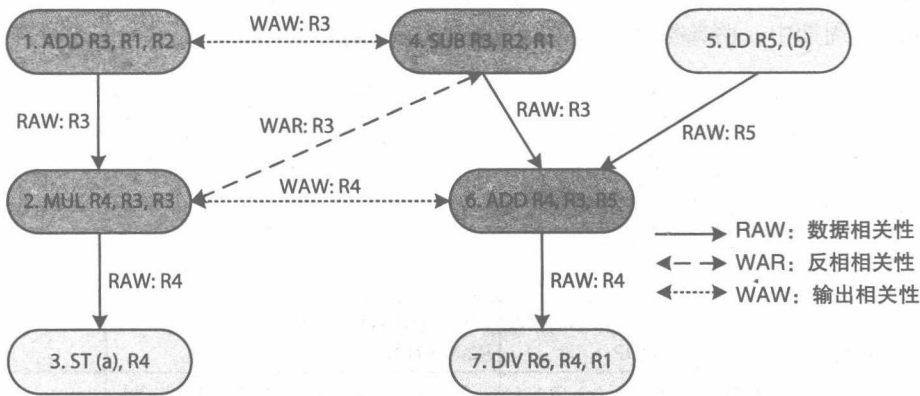 1. ADD R3, R1, R2
WAW: R3
4. SUB R3, R2, R1
5. LD R5, (b)
RAW: R3
WAR: R3
RAW: R3
RAW: R5
2. MUL R4, R3, R3
WAW: R4
6. ADD R4, R3, R5
RAW: R4
RAW: R4
RAW: 数据相关性
WAR: 反相相关性
WAW: 输出相关性
3. ST (a), R4
7. DIV R6, R4, R1